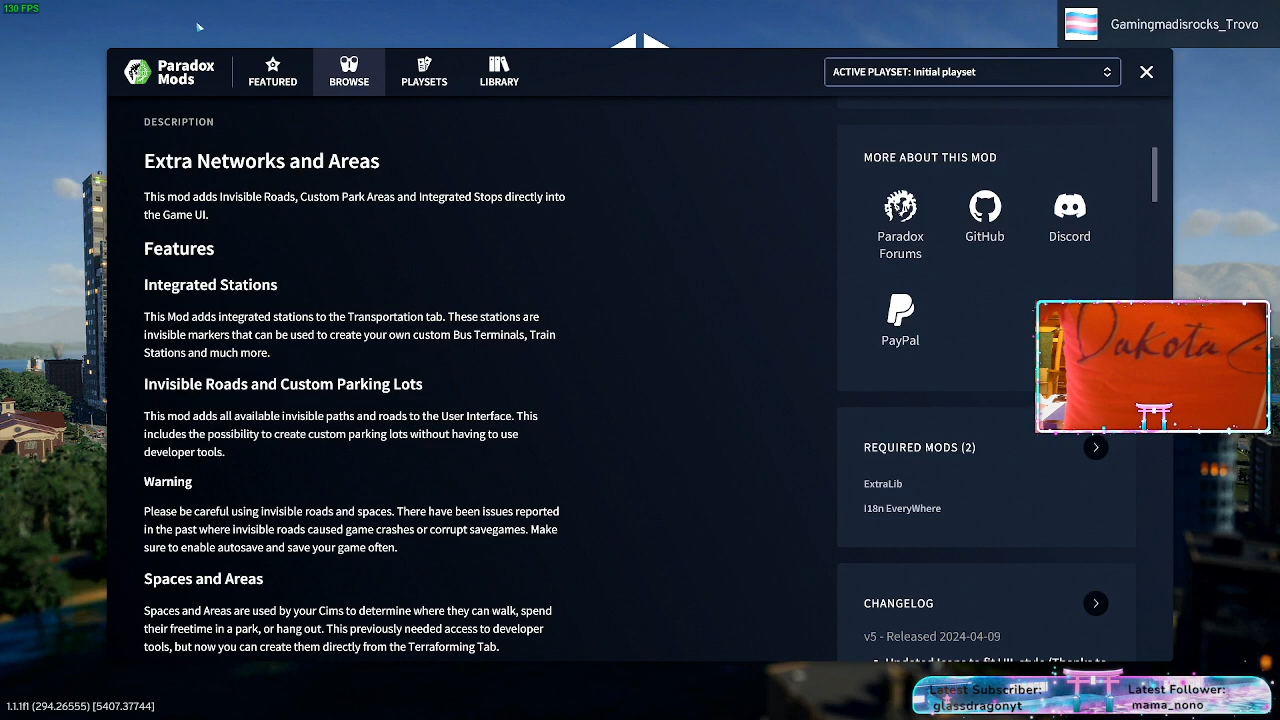 130 FPS
Gamingmadisrocks_Trovo
Paradox
Mods
FEATURED
BROWSE
PLAYSETS
LIBRARY
ACTIVE PLAYSET: Initial playset
DESCRIPTION
Extra Networks and Areas
This mod adds Invisible Roads, Custom Park Areas and Integrated Stops directly into
the Game UI.
Features
Integrated Stations
This Mod adds integrated stations to the Transportation tab. These stations are
invisible markers that can be used to create your own custom Bus Terminals, Train
Stations and much more.
Invisible Roads and Custom Parking Lots
This mod adds all available invisible paths and roads to the User Interface. This
includes the possibility to create custom parking lots without having to use
developer tools.
Warning
Please be careful using invisible roads and spaces. There have been issues reported
in the past where invisible roads caused game crashes or corrupt savegames. Make
sure to enable autosave and save your game often.
Spaces and Areas
Spaces and Areas are used by your Cims to determine where they can walk, spend
their freetime in a park, or hang out. This previously needed access to developer
tools, but now you can create them directly from the Terraforming Tab.
MORE ABOUT THIS MOD
Paradox
Forums
GitHub
Discord
PayPal
Dakota
REQUIRED MODS (2)
ExtraLib
I18n EveryWhere
CHANGELOG
v5 - Released 2024-04-09
1.1.1f1 (294.26555) [5407.37744]
Latest Subscriber:
glassdragonyt
Latest Follower:
mama_nono